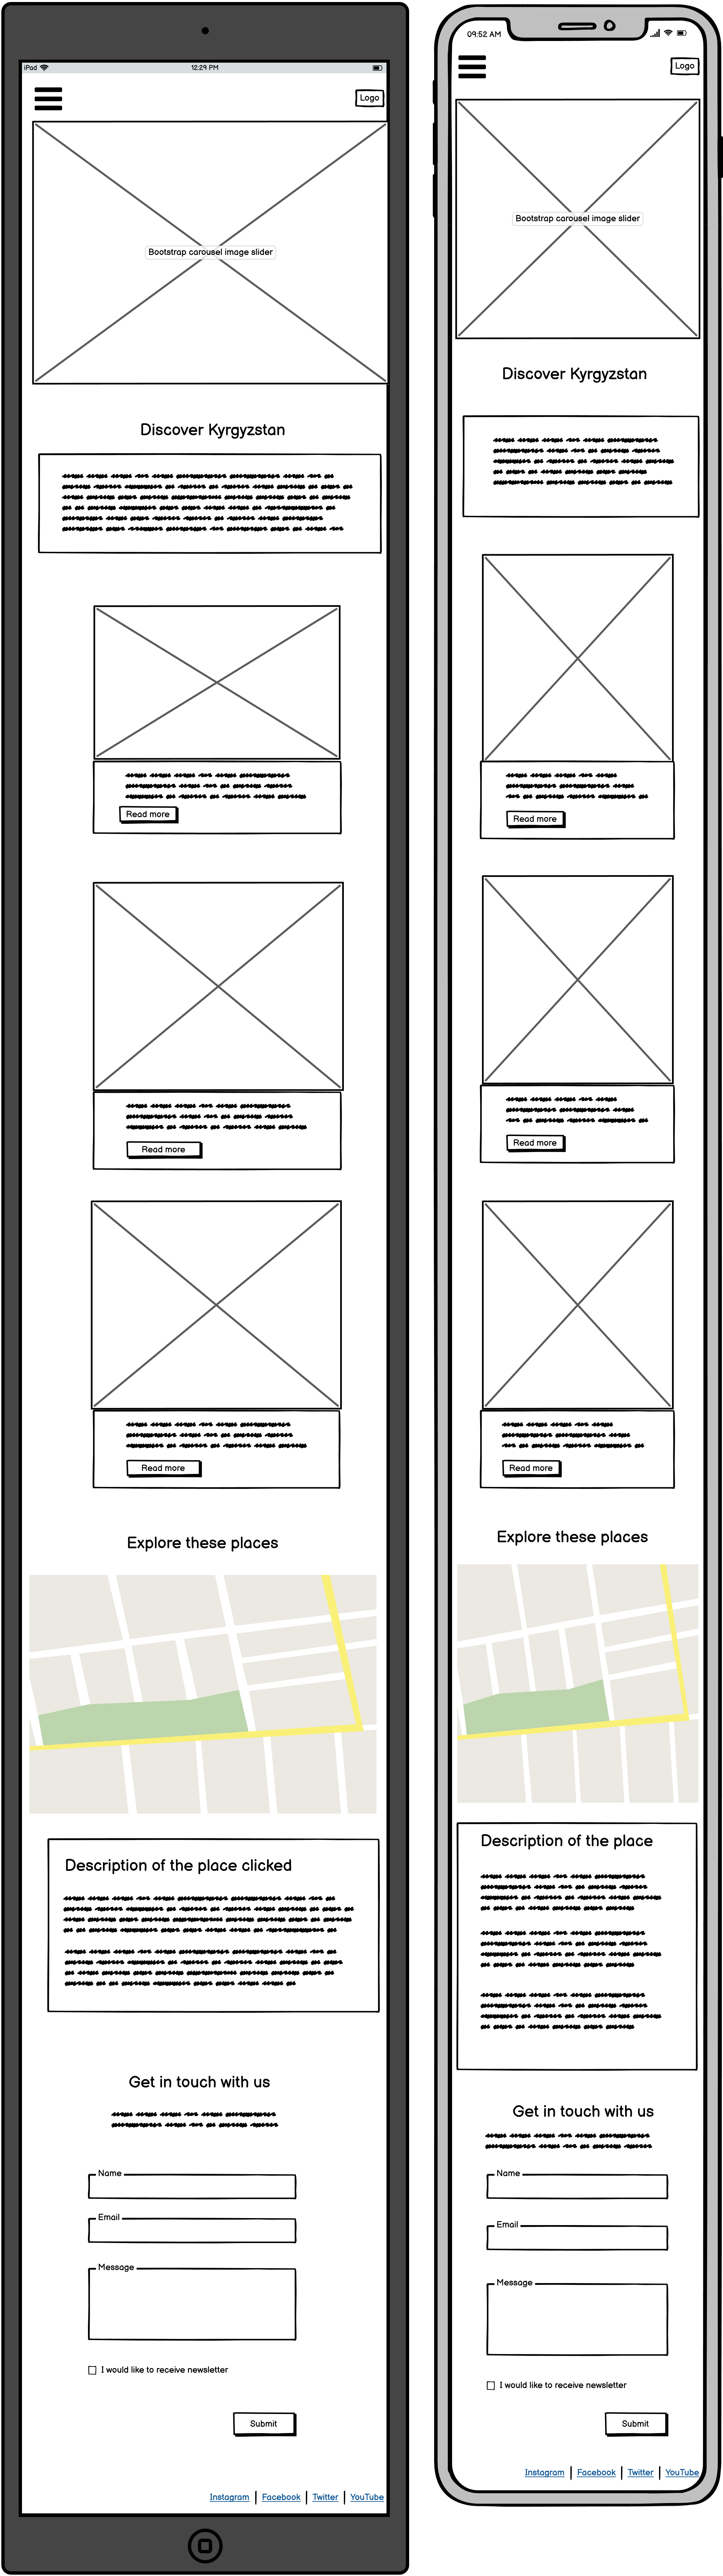 iPad
12:29 PM
Logo
Bootstrap carousel image slider
Discover Kyrgyzstan
Read more
Read more
Read more
Explore these places
Description of the place clicked
Get in touch with us
Name
Email
Message
I would like to receive newsletter
Submit
Instagram | Facebook | Twitter | YouTube
09:52 AM
Logo
Bootstrap carousel image slider
Discover Kyrgyzstan
Read more
Read more
Read more
Explore these places
Description of the place
Get in touch with us
Name
Email
Message
I would like to receive newsletter
Submit
Instagram | Facebook | Twitter | YouTube